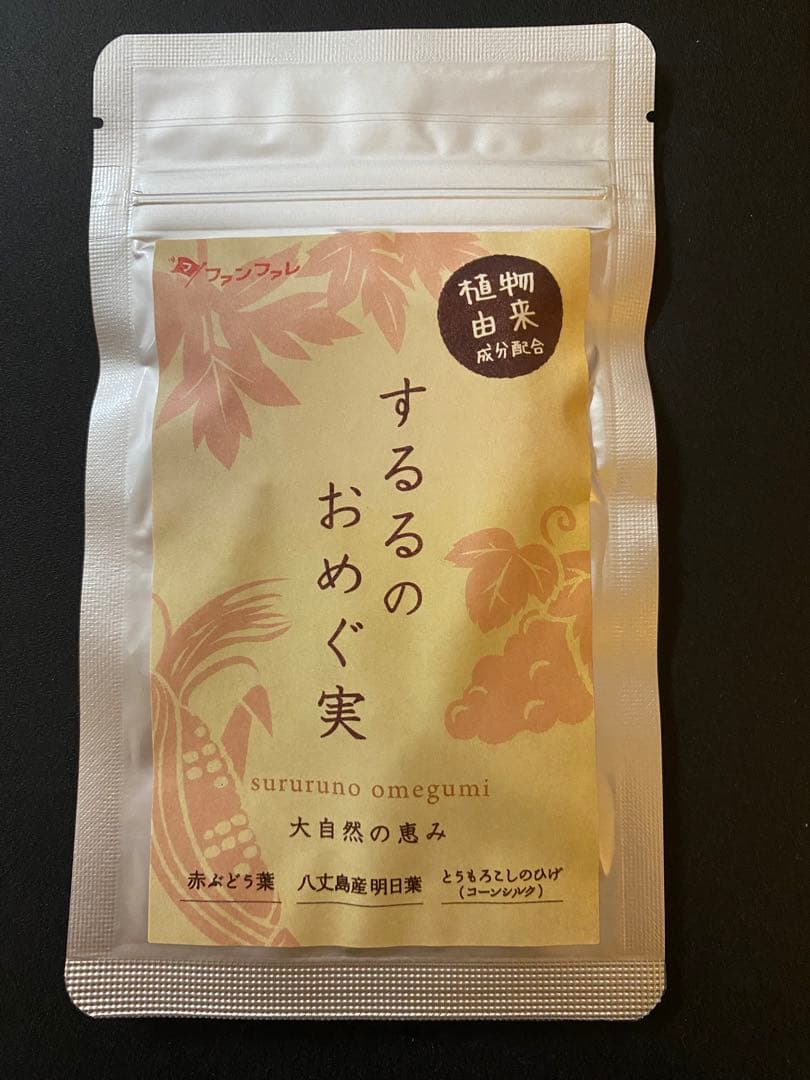 ファンファレ
植物
由来
成分配合
するるの
おめぐ実
sururuno omegumi
大自然の恵み
赤ぶどう葉 八丈島産明日葉 とうもろこしのひげ
(コーンシルク)